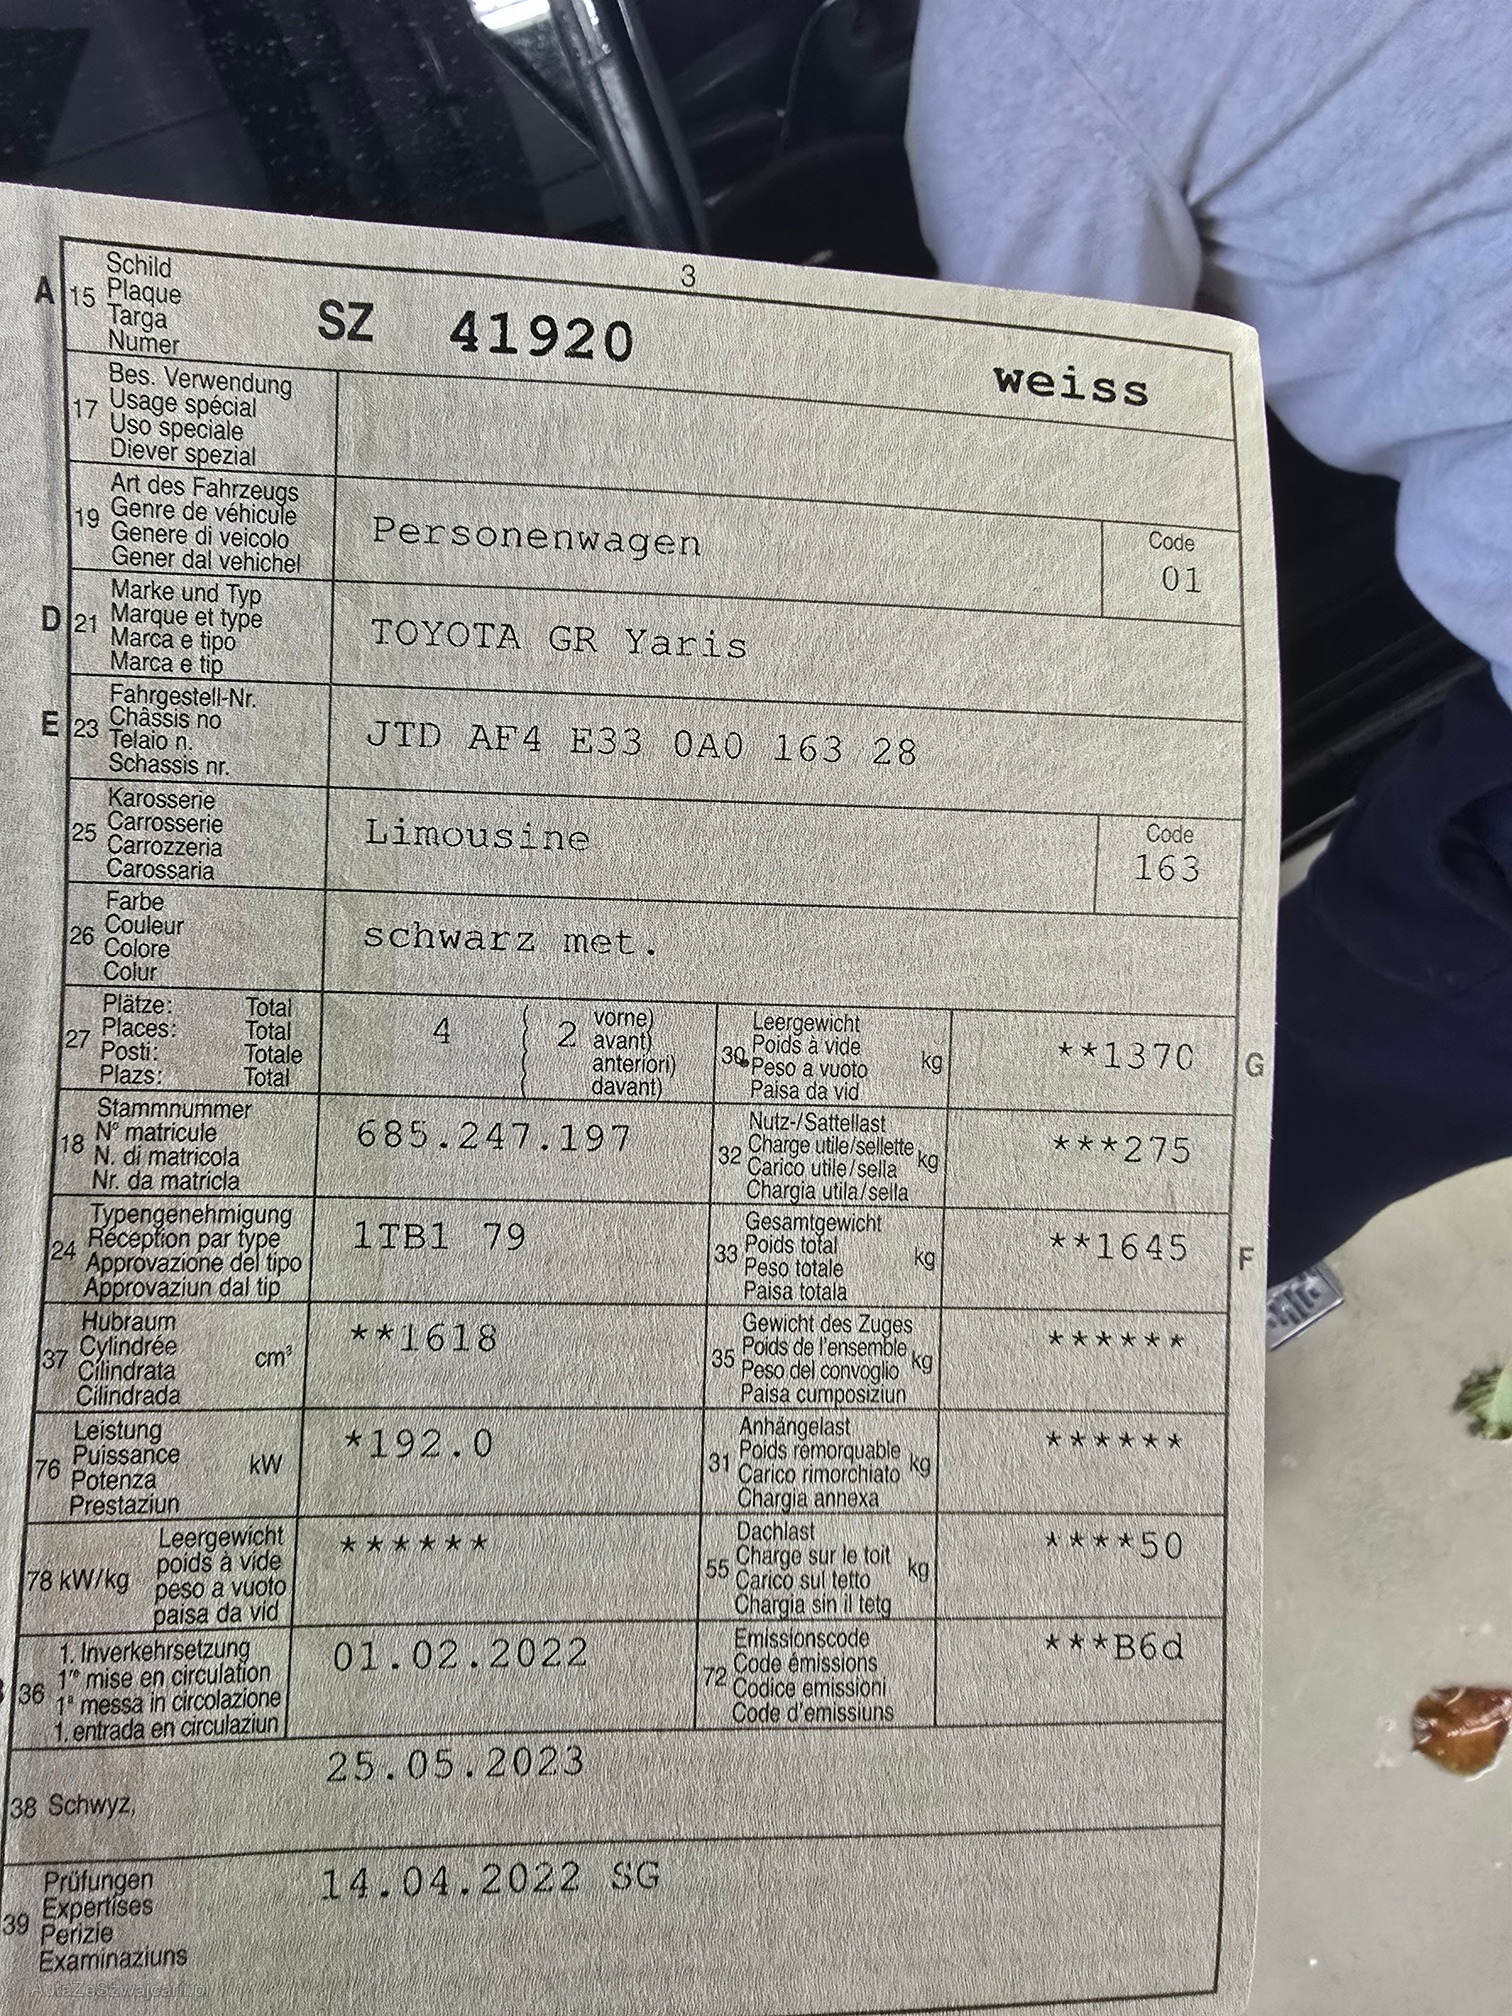 3
A 15 Schild
Plaque
Targa
Numer
SZ 41920
weiss
17 Bes. Verwendung
Usage spécial
Uso speciale
Diever spezial
19 Art des Fahrzeugs
Genre de véhicule
Genere di veicolo
Gener dal vehichel
Personenwagen
Code
01
D 21 Marke und Typ
Marque et type
Marca e tipo
Marca e tip
TOYOTA GR Yaris
E 23 Fahrgestell-Nr.
Châssis no
Telaio n.
Schassis nr.
JTD AF4 E33 0A0 163 28
25 Karosserie
Carrosserie
Carrozzeria
Carossaria
Limousine
Code
163
26 Farbe
Couleur
Colore
Colur
schwarz met.
27 Plätze: Total
Places: Total
Posti: Totale
Plazs: Total
4 ( 2 vorne)
( avant)
( anteriori)
( davant)
30 Leergewicht
Poids à vide
Peso a vuoto
Paisa da vid
kg
**1370
G
18 Stammnummer
N° matricule
N. di matricola
Nr. da matricla
685.247.197
32 Nutz-/Sattellast
Charge utile/sellette
Carico utile/sella
Chargia utila/sella
kg
***275
24 Typengenehmigung
Réception par type
Approvazione del tipo
Approvaziun dal tip
1TB1 79
33 Gesamtgewicht
Poids total
Peso totale
Paisa totala
kg
**1645
F
37 Hubraum
Cylindrée
Cilindrata
Cilindrada
cm³
**1618
35 Gewicht des Zuges
Poids de l'ensemble
Peso del convoglio
Paisa cumposiziun
kg
******
76 Leistung
Puissance
Potenza
Prestaziun
kW
*192.0
31 Anhängelast
Poids remorquable
Carico rimorchiato
Chargia annexa
kg
******
78 kW/kg Leergewicht
poids à vide
peso a vuoto
paisa da vid
******
55 Dachlast
Charge sur le toit
Carico sul tetto
Chargia sin il tetg
kg
****50
36 1. Inverkehrsetzung
1re mise en circulation
1a messa in circolazione
1. entrada en circulaziun
01.02.2022
72 Emissionscode
Code émissions
Codice emissioni
Code d'emissiuns
***B6d
25.05.2023
38 Schwyz,
39 Prüfungen
Expertises
Perizie
Examinaziuns
14.04.2022 SG
AutaZeSzwajcarii.pl